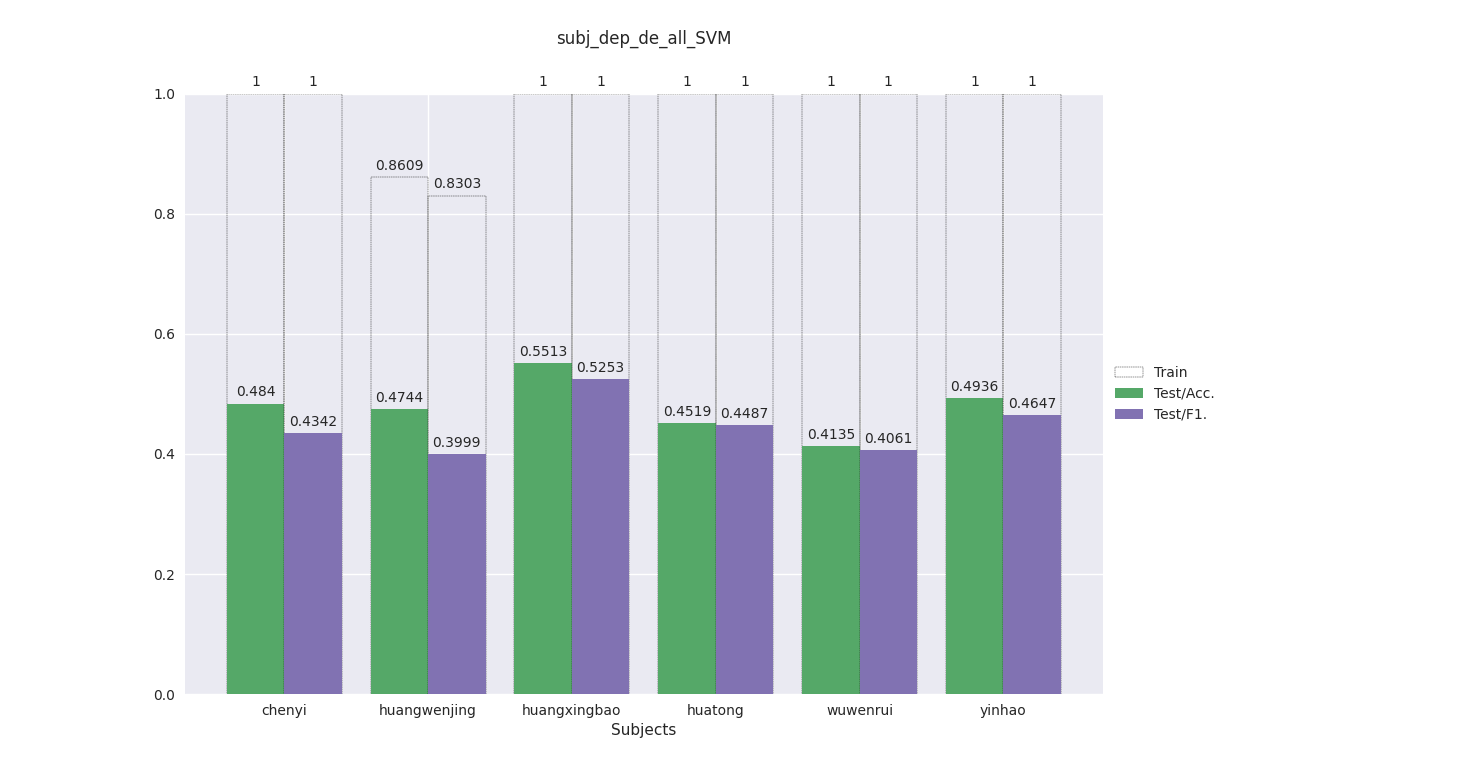 subj_dep_de_all_SVM
1 1 1 1 1 1 1 1 1 1
1.0
0.8609
0.8303
0.8
0.6
0.5513
0.5253
0.484
0.4342
0.4744
0.3999
0.4519 0.4487
0.4135 0.4061
0.4936
0.4647
0.4
0.2
0.0
chenyi huangwenjing huangxingbao huatong wuwenrui yinhao
Subjects
Train
Test/Acc.
Test/F1.